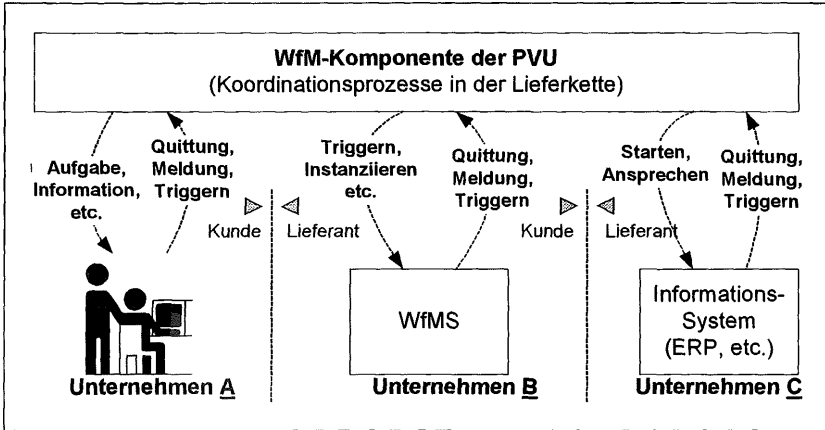 WfM-Komponente der PVU
(Koordinationsprozesse in der Lieferkette)
Aufgabe,
Information,
etc.
Quittung,
Meldung,
Triggern
Triggern,
Instanziieren
etc.
Quittung,
Meldung,
Triggern
Starten,
Ansprechen
Quittung,
Meldung,
Triggern
Kunde
Lieferant
Kunde
Lieferant
WfMS
Informations-
System
(ERP, etc.)
Unternehmen A
Unternehmen B
Unternehmen C